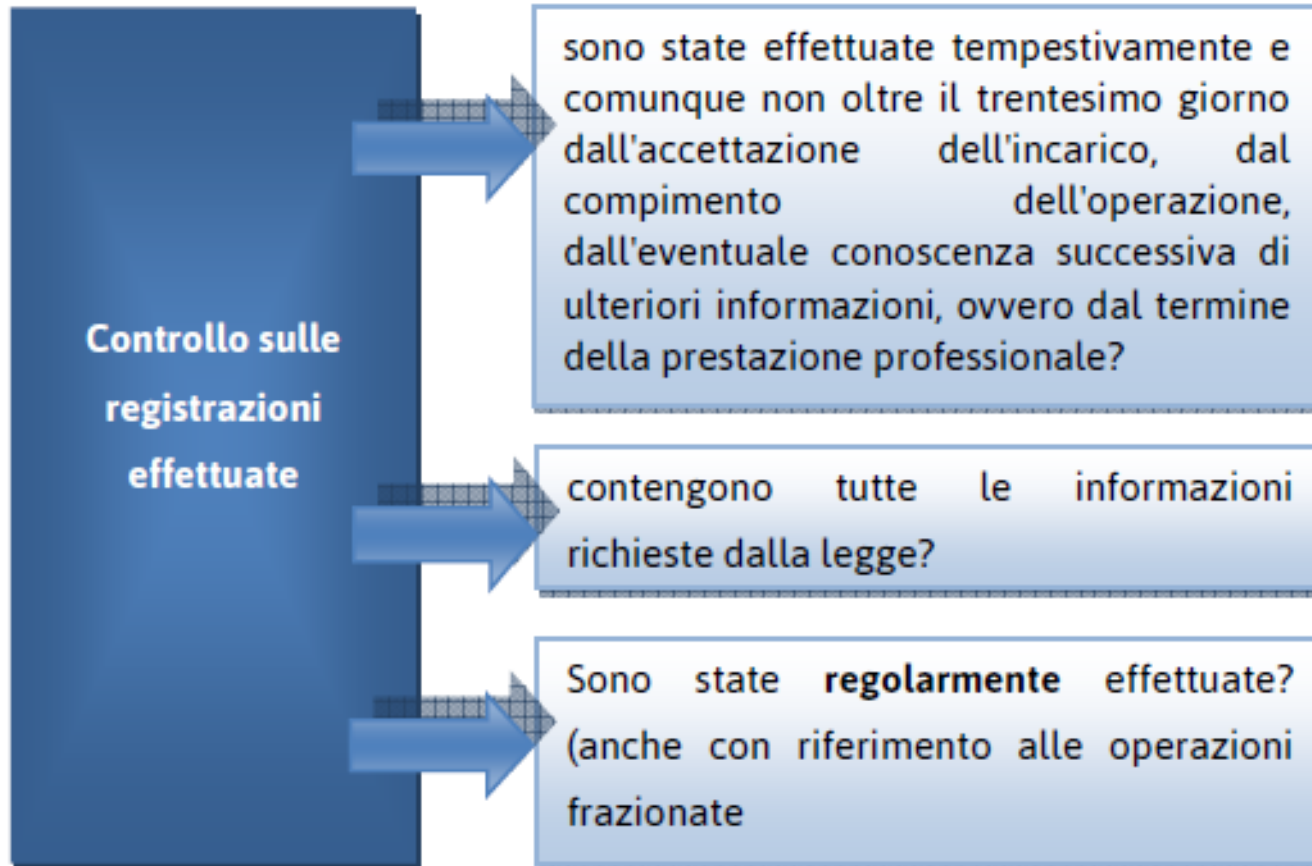 Controllo sulle
registrazioni
effettuate
sono state effettuate tempestivamente e
comunque non oltre il trentesimo giorno
dall'accettazione dell'incarico, dal
compimento dell'operazione,
dall'eventuale conoscenza successiva di
ulteriori informazioni, ovvero dal termine
della prestazione professionale?
contengono tutte le informazioni
richieste dalla legge?
Sono state regolarmente effettuate?
(anche con riferimento alle operazioni
frazionate